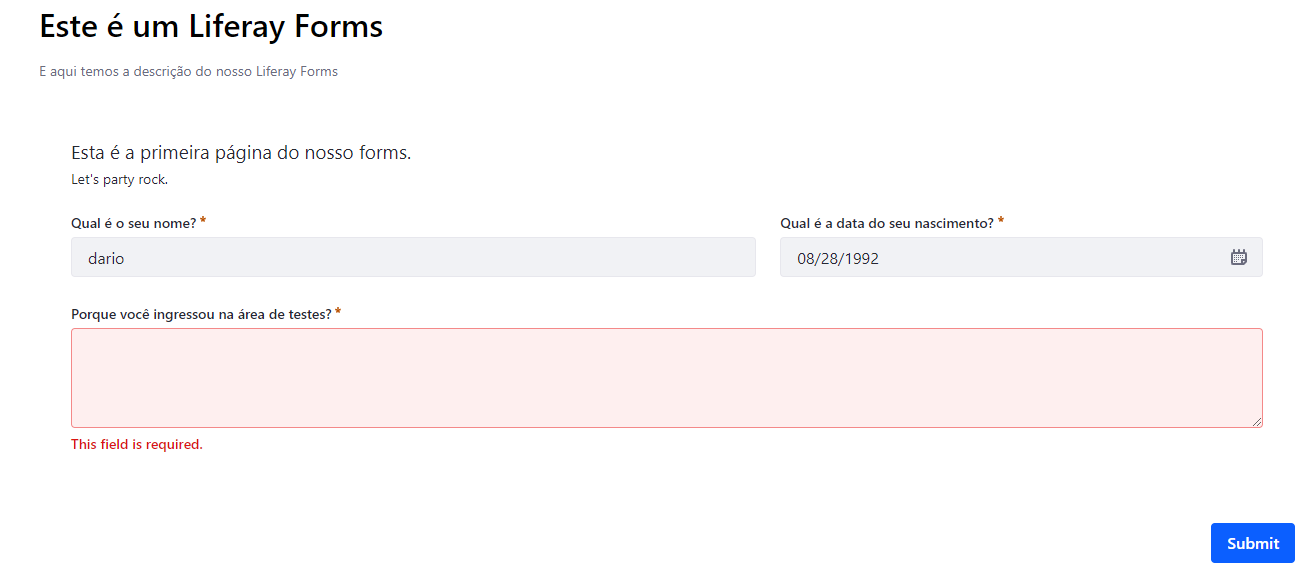 Este é um Liferay Forms
E aqui temos a descrição do nosso Liferay Forms
Esta é a primeira página do nosso forms.
Let's party rock.
Qual é o seu nome? *
dario
Qual é a data do seu nascimento? *
08/28/1992
Porque você ingressou na área de testes? *
This field is required.
Submit